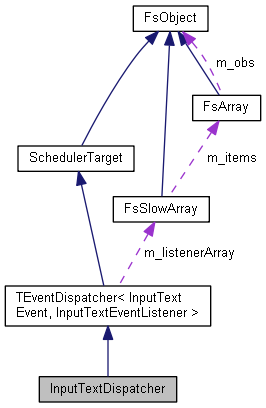 FsObject
m_obs
FsArray
SchedulerTarget
m_items
FsSlowArray
m_listenerArray
TEventDispatcher< InputText
Event, InputTextEventListener >
InputTextDispatcher